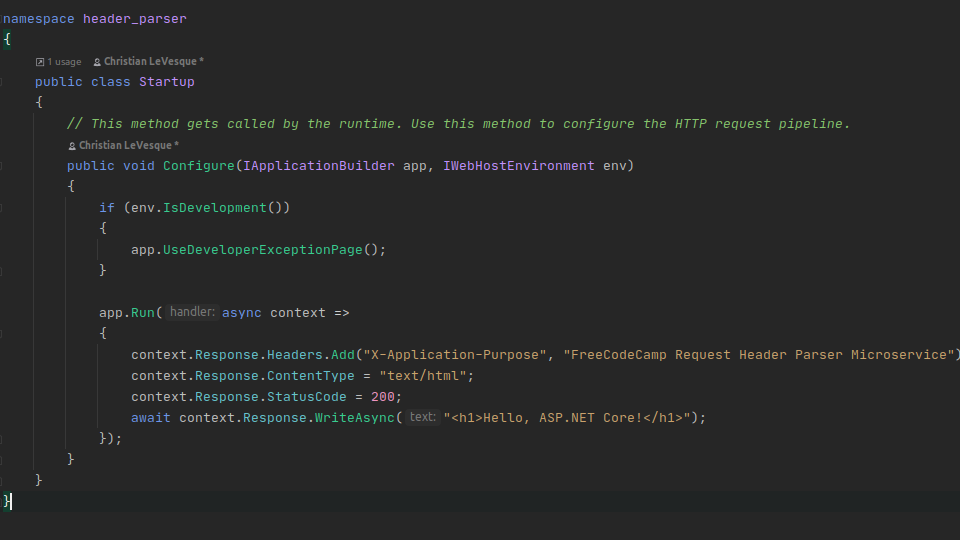 namespace header_parser
{
1 usage Christian LeVesque *
public class Startup
{
// This method gets called by the runtime. Use this method to configure the HTTP request pipeline.
Christian LeVesque *
public void Configure(IApplicationBuilder app, IWebHostEnvironment env)
{
if (env.IsDevelopment())
{
app.UseDeveloperExceptionPage();
}
app.Run( handler: async context =>
{
context.Response.Headers.Add("X-Application-Purpose", "FreeCodeCamp Request Header Parser Microservice")
context.Response.ContentType = "text/html";
context.Response.StatusCode = 200;
await context.Response.WriteAsync( text: "<h1>Hello, ASP.NET Core!</h1>");
});
}
}
}